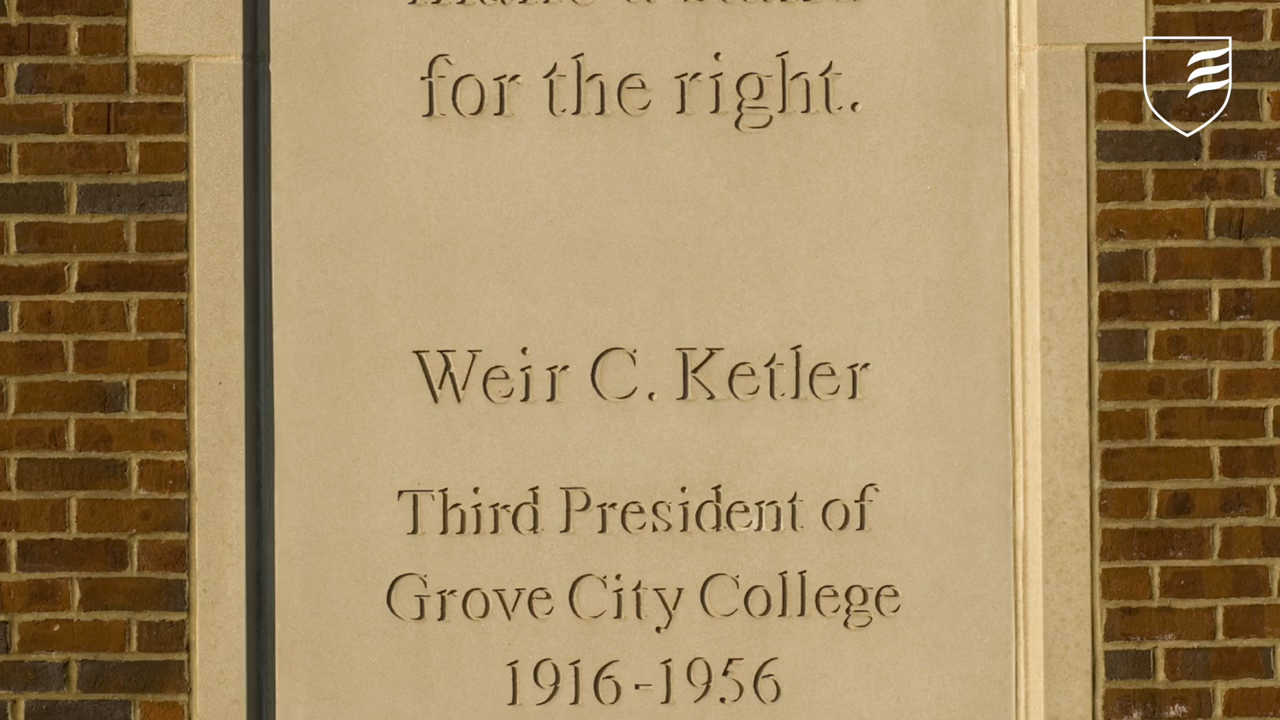 for the right.
Weir C. Ketler
Third President of
Grove City College
1916-1956